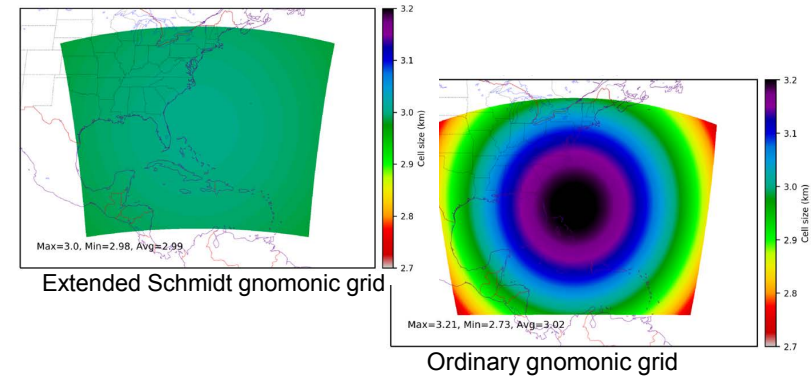 3.2
3.1
3.0
2.9
2.8
2.7
Cell size (km)
Max=3.0, Min=2.98, Avg=2.99
Extended Schmidt gnomonic grid
3.2
3.1
3.0
2.9
2.8
2.7
Cell size (km)
Max=3.21, Min=2.73, Avg=3.02
Ordinary gnomonic grid